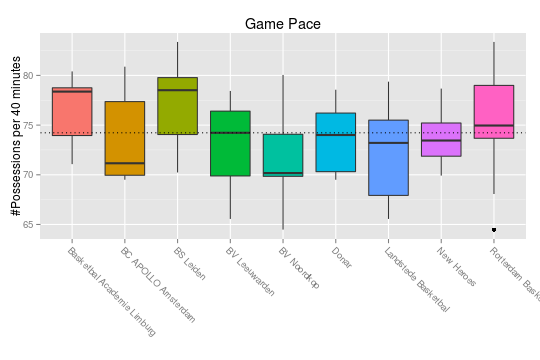 Game Pace
#Possessions per 40 minutes
80
75
70
65
Basketbal Academie Limburg
BC APOLLO Amsterdam
BS Leiden
BV Leeuwarden
BV Noordkop
Donar
Landstede Basketbal
New Heroes
Rotterdam